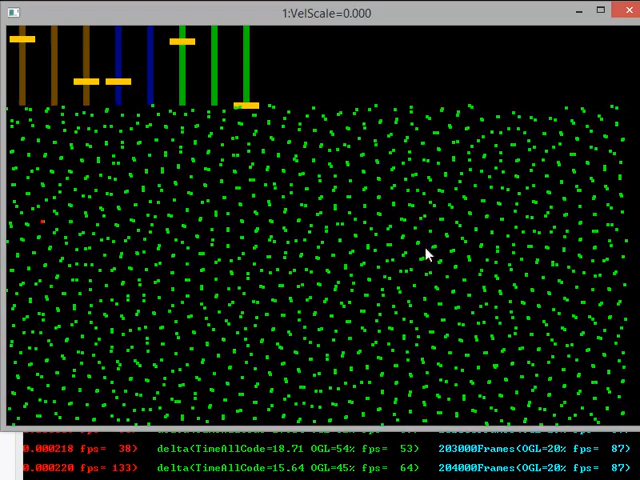 1:VelScale=0.000
0.000218 fps= 38) delta(TimeAllCode=18.71 OGL=54% fps= 53) 203000Frames(OGL=20% fps= 87)
0.000220 fps= 133) delta(TimeAllCode=15.64 OGL=45% fps= 64) 204000Frames(OGL=20% fps= 87)